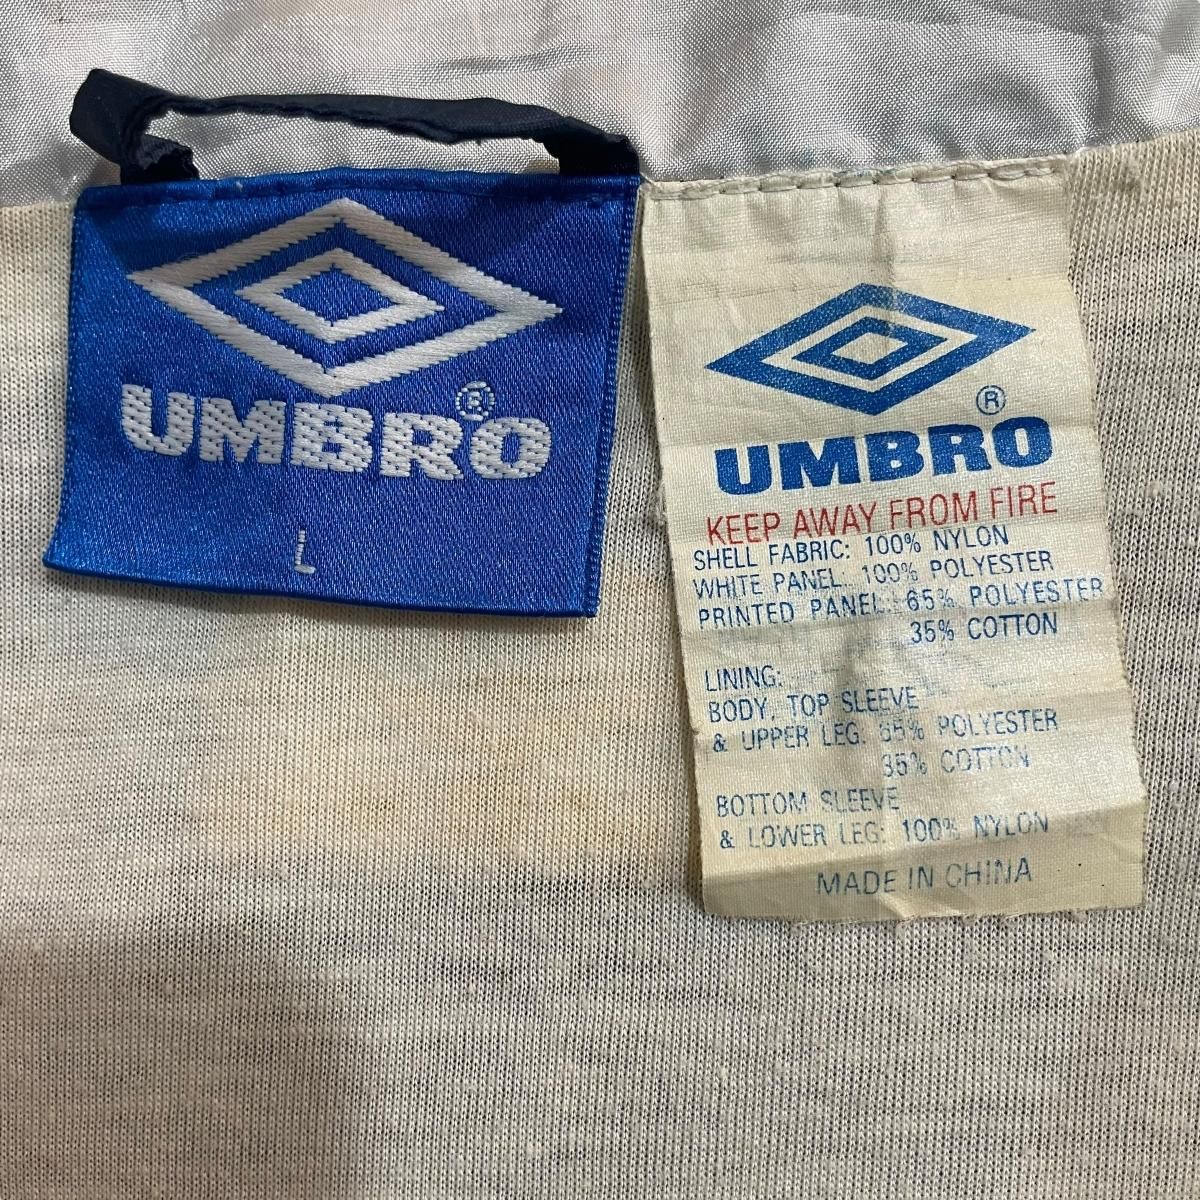 UMBRO®
L
®
UMBRO
KEEP AWAY FROM FIRE
SHELL FABRIC: 100% NYLON
WHITE PANEL: 100% POLYESTER
PRINTED PANEL: 65% POLYESTER
35% COTTON
LINING:
BODY, TOP SLEEVE
& UPPER LEG: 65% POLYESTER
35% COTTON
BOTTOM SLEEVE
& LOWER LEG: 100% NYLON
MADE IN CHINA